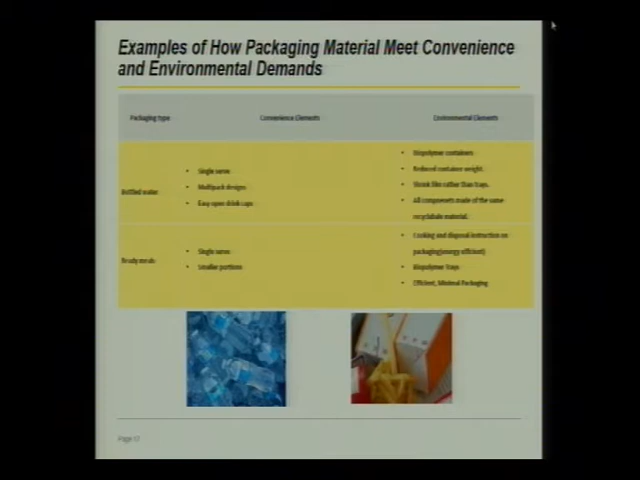 Examples of How Packaging Material Meet Convenience
and Environmental Demands
Packaging type
Convenience Elements
Environmental Elements
Bottled water
• Single serve
• Multipack designs
• Easy open drink caps
• Biopolymer containers
• Reduced container weight.
• Shrink film rather than trays.
• All components made of the same
recyclable material.
Ready meals
• Single serve
• Smaller portions
• Cooking and disposal instruction on
packaging(energy efficient)
• Biopolymer trays
• Efficient, Minimal Packaging
Page 17